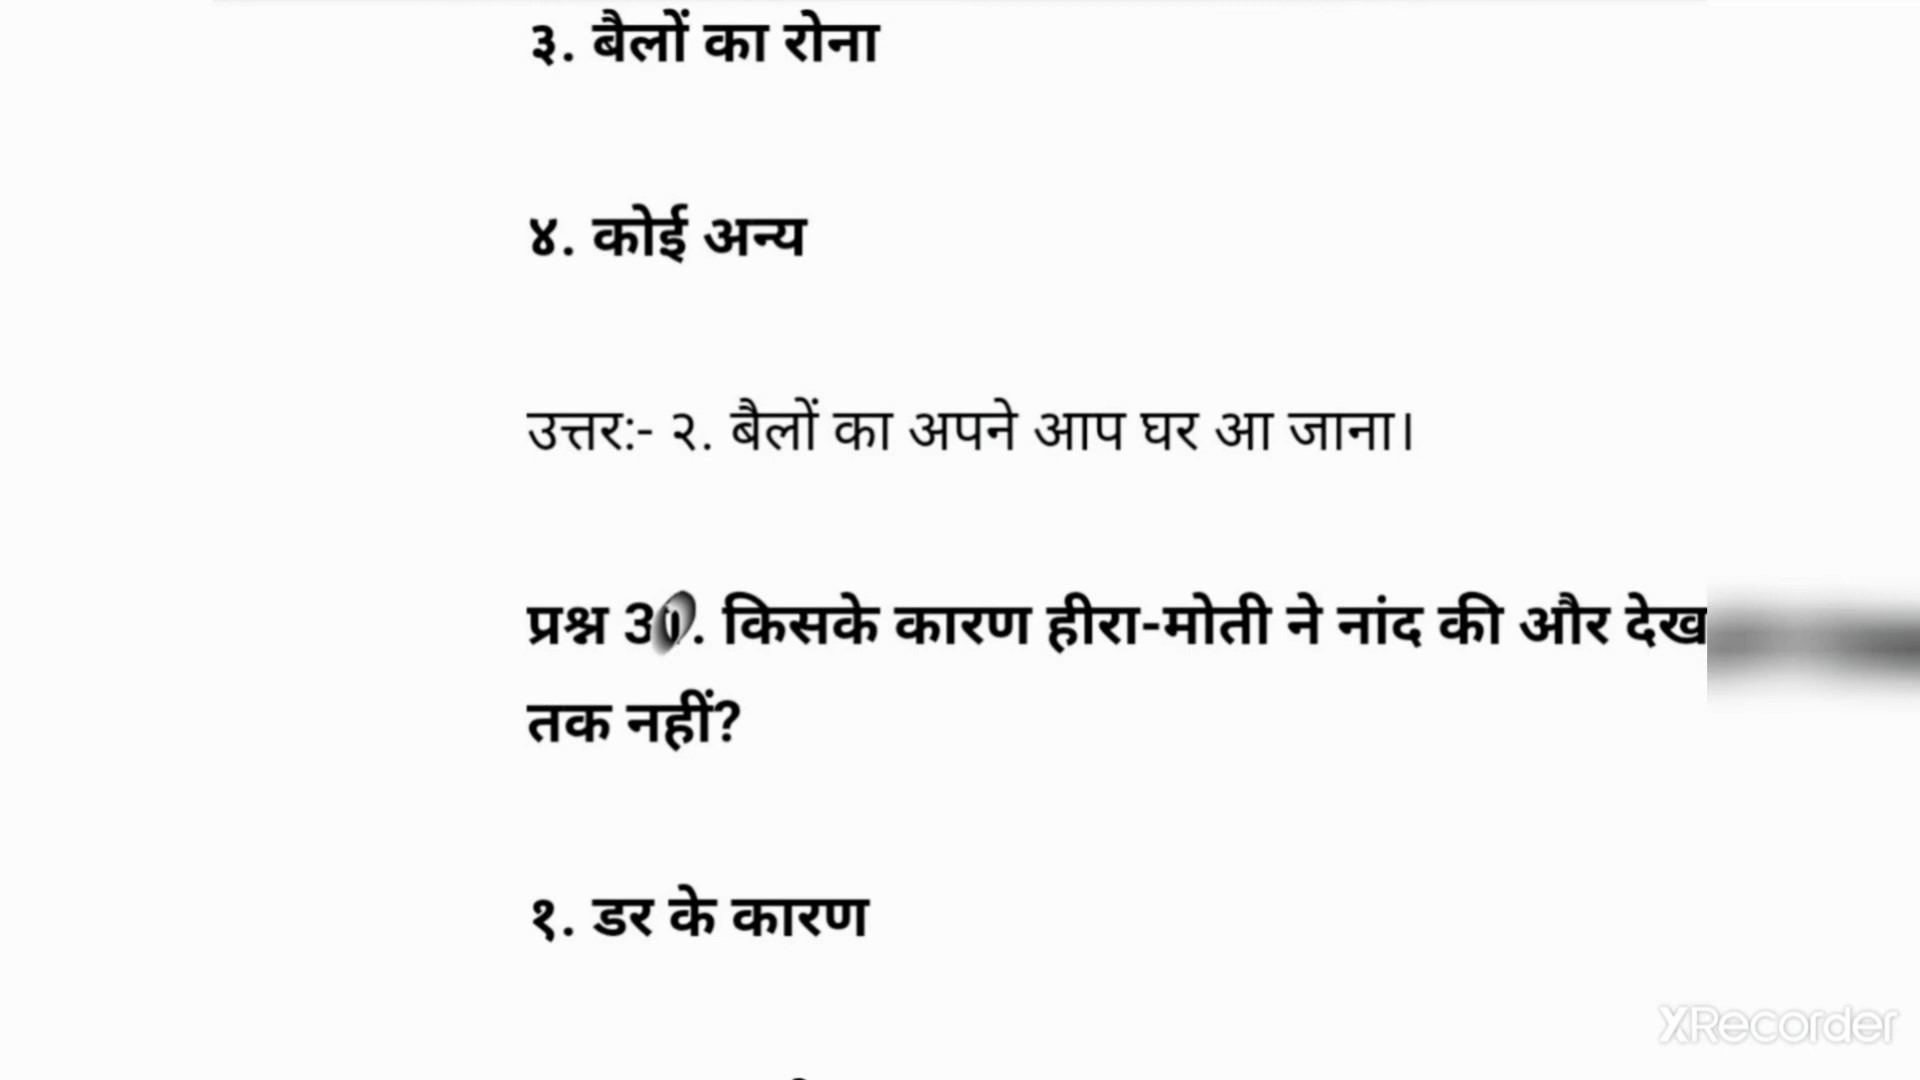 ३. बैलों का रोना
४. कोई अन्य
उत्तर:- २. बैलों का अपने आप घर आ जाना।
प्रश्न 30. किसके कारण हीरा-मोती ने नांद की और देख
तक नहीं?
१. डर के कारण
XRecorder